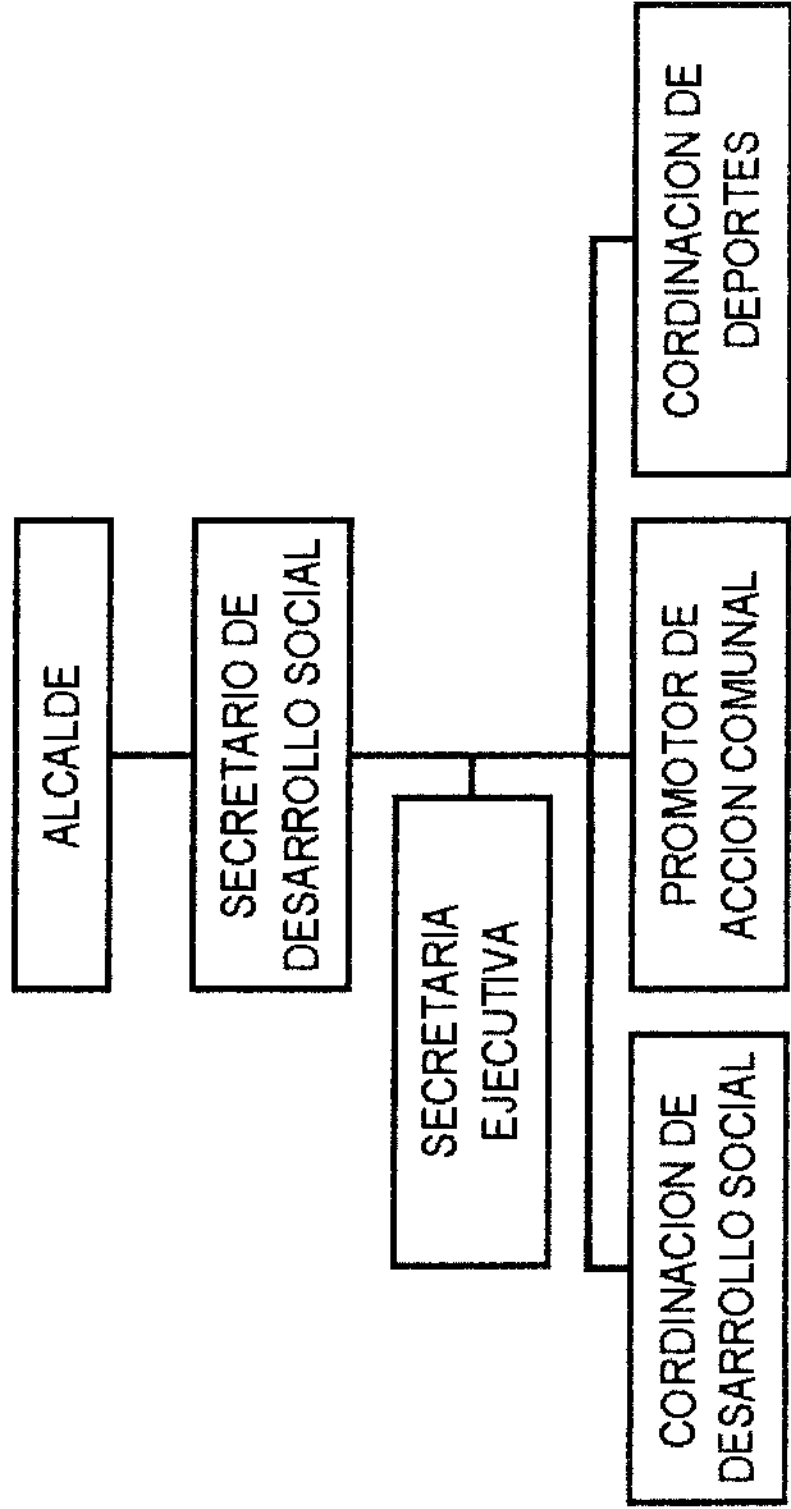 ALCALDE
SECRETARIO DE
DESARROLLO SOCIAL
SECRETARIA
EJECUTIVA
CORDINACION DE
DESARROLLO SOCIAL
PROMOTOR DE
ACCION COMUNAL
CORDINACION DE
DEPORTES